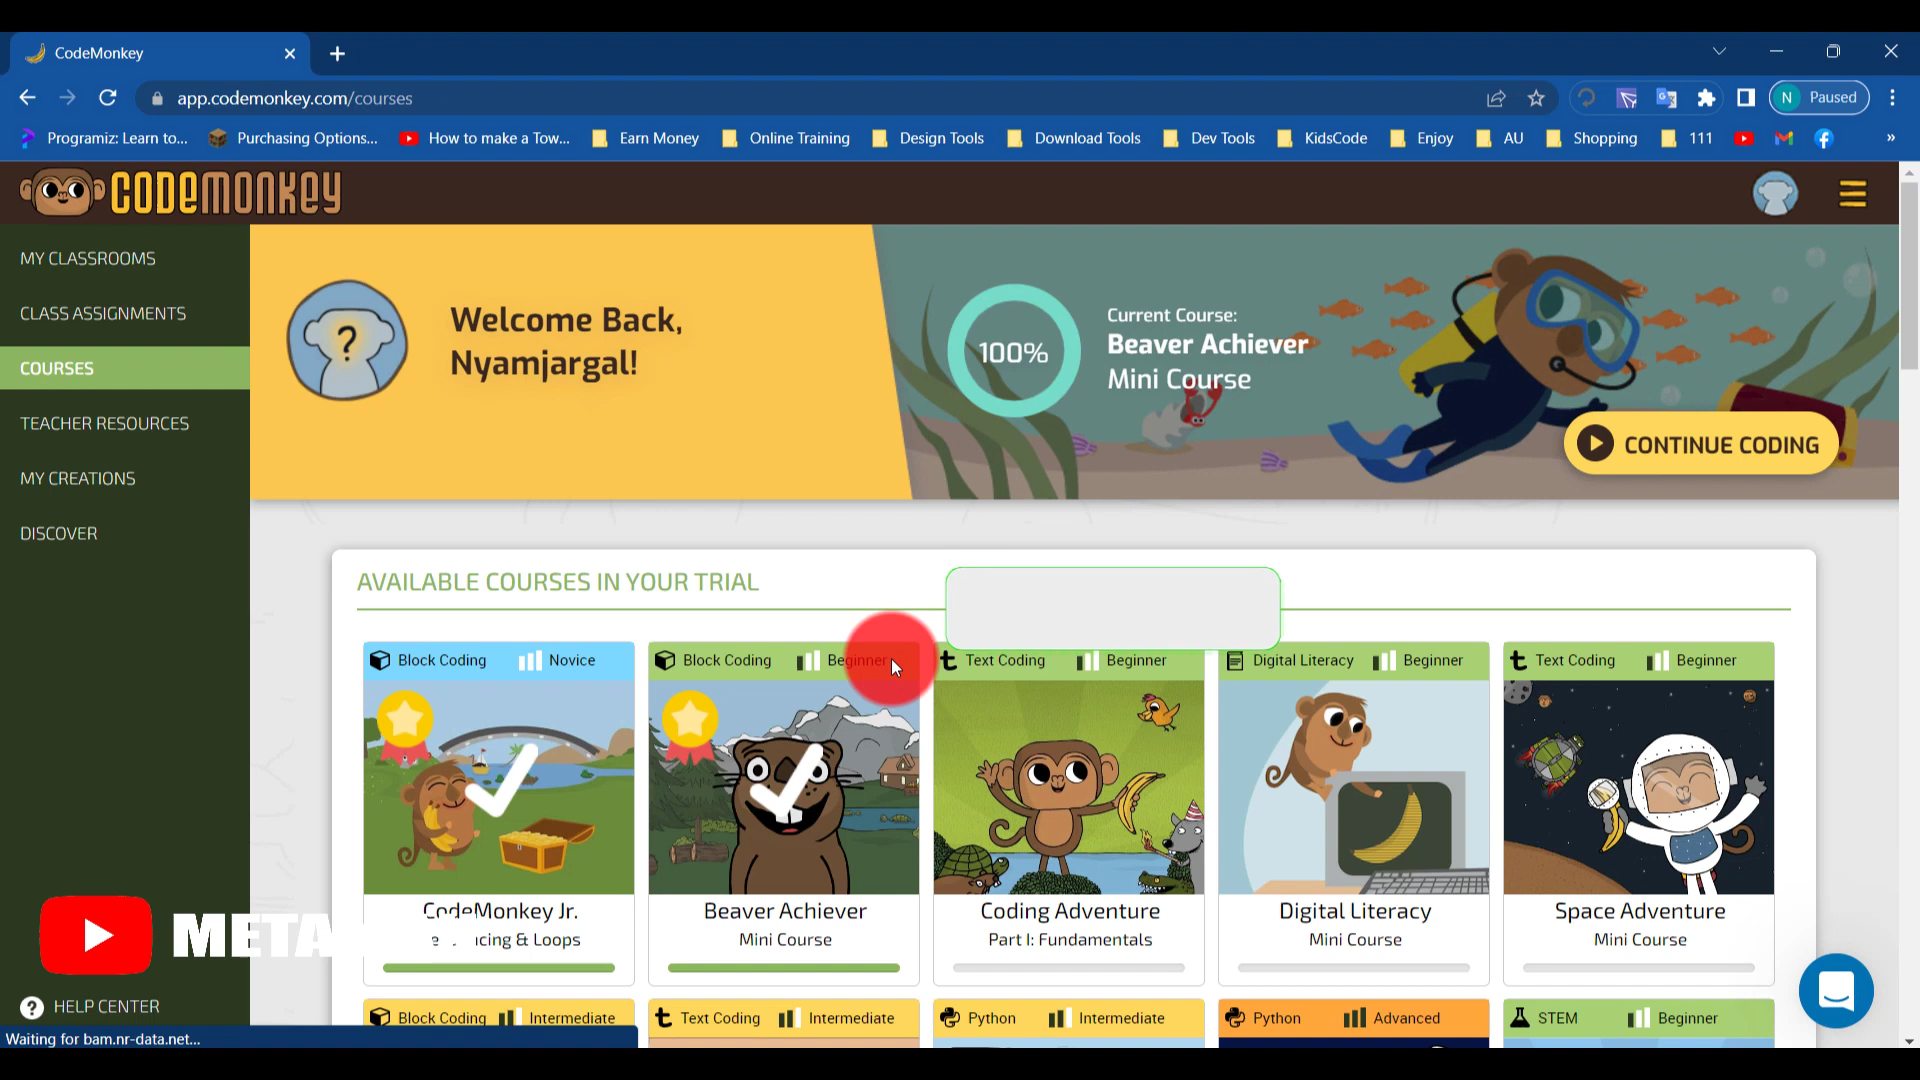 CodeMonkey
app.codemonkey.com/courses
N Paused
Programiz: Learn to... Purchasing Options... How to make a Tow... Earn Money Online Training Design Tools Download Tools Dev Tools KidsCode Enjoy AU Shopping 111 »
CODEMONKEY
MY CLASSROOMS
CLASS ASSIGNMENTS
COURSES
TEACHER RESOURCES
MY CREATIONS
DISCOVER
?
Welcome Back,
Nyamjargal!
100%
Current Course:
Beaver Achiever
Mini Course
CONTINUE CODING
AVAILABLE COURSES IN YOUR TRIAL
Block Coding Novice
Block Coding Beginner
Text Coding Beginner
Digital Literacy Beginner
Text Coding Beginner
CodeMonkey Jr.
& Loops
Beaver Achiever
Mini Course
Coding Adventure
Part I: Fundamentals
Digital Literacy
Mini Course
Space Adventure
Mini Course
META
? HELP CENTER
Block Coding Intermediate
Text Coding Intermediate
Python Intermediate
Python Advanced
STEM Beginner
Waiting for bam.nr-data.net...